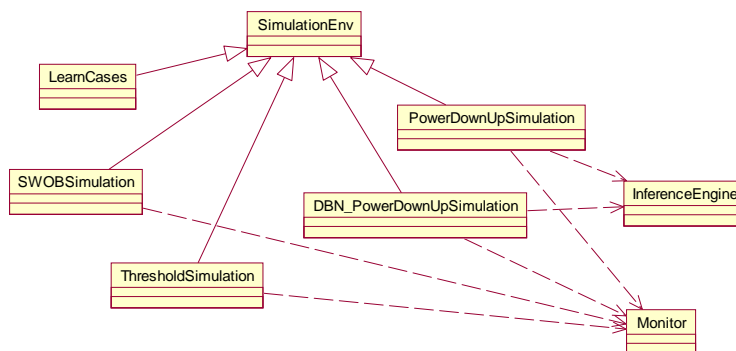 SimulationEnv
LearnCases
PowerDownUpSimulation
SWOBSimulation
DBN_PowerDownUpSimulation
InferenceEngine
ThresholdSimulation
Monitor